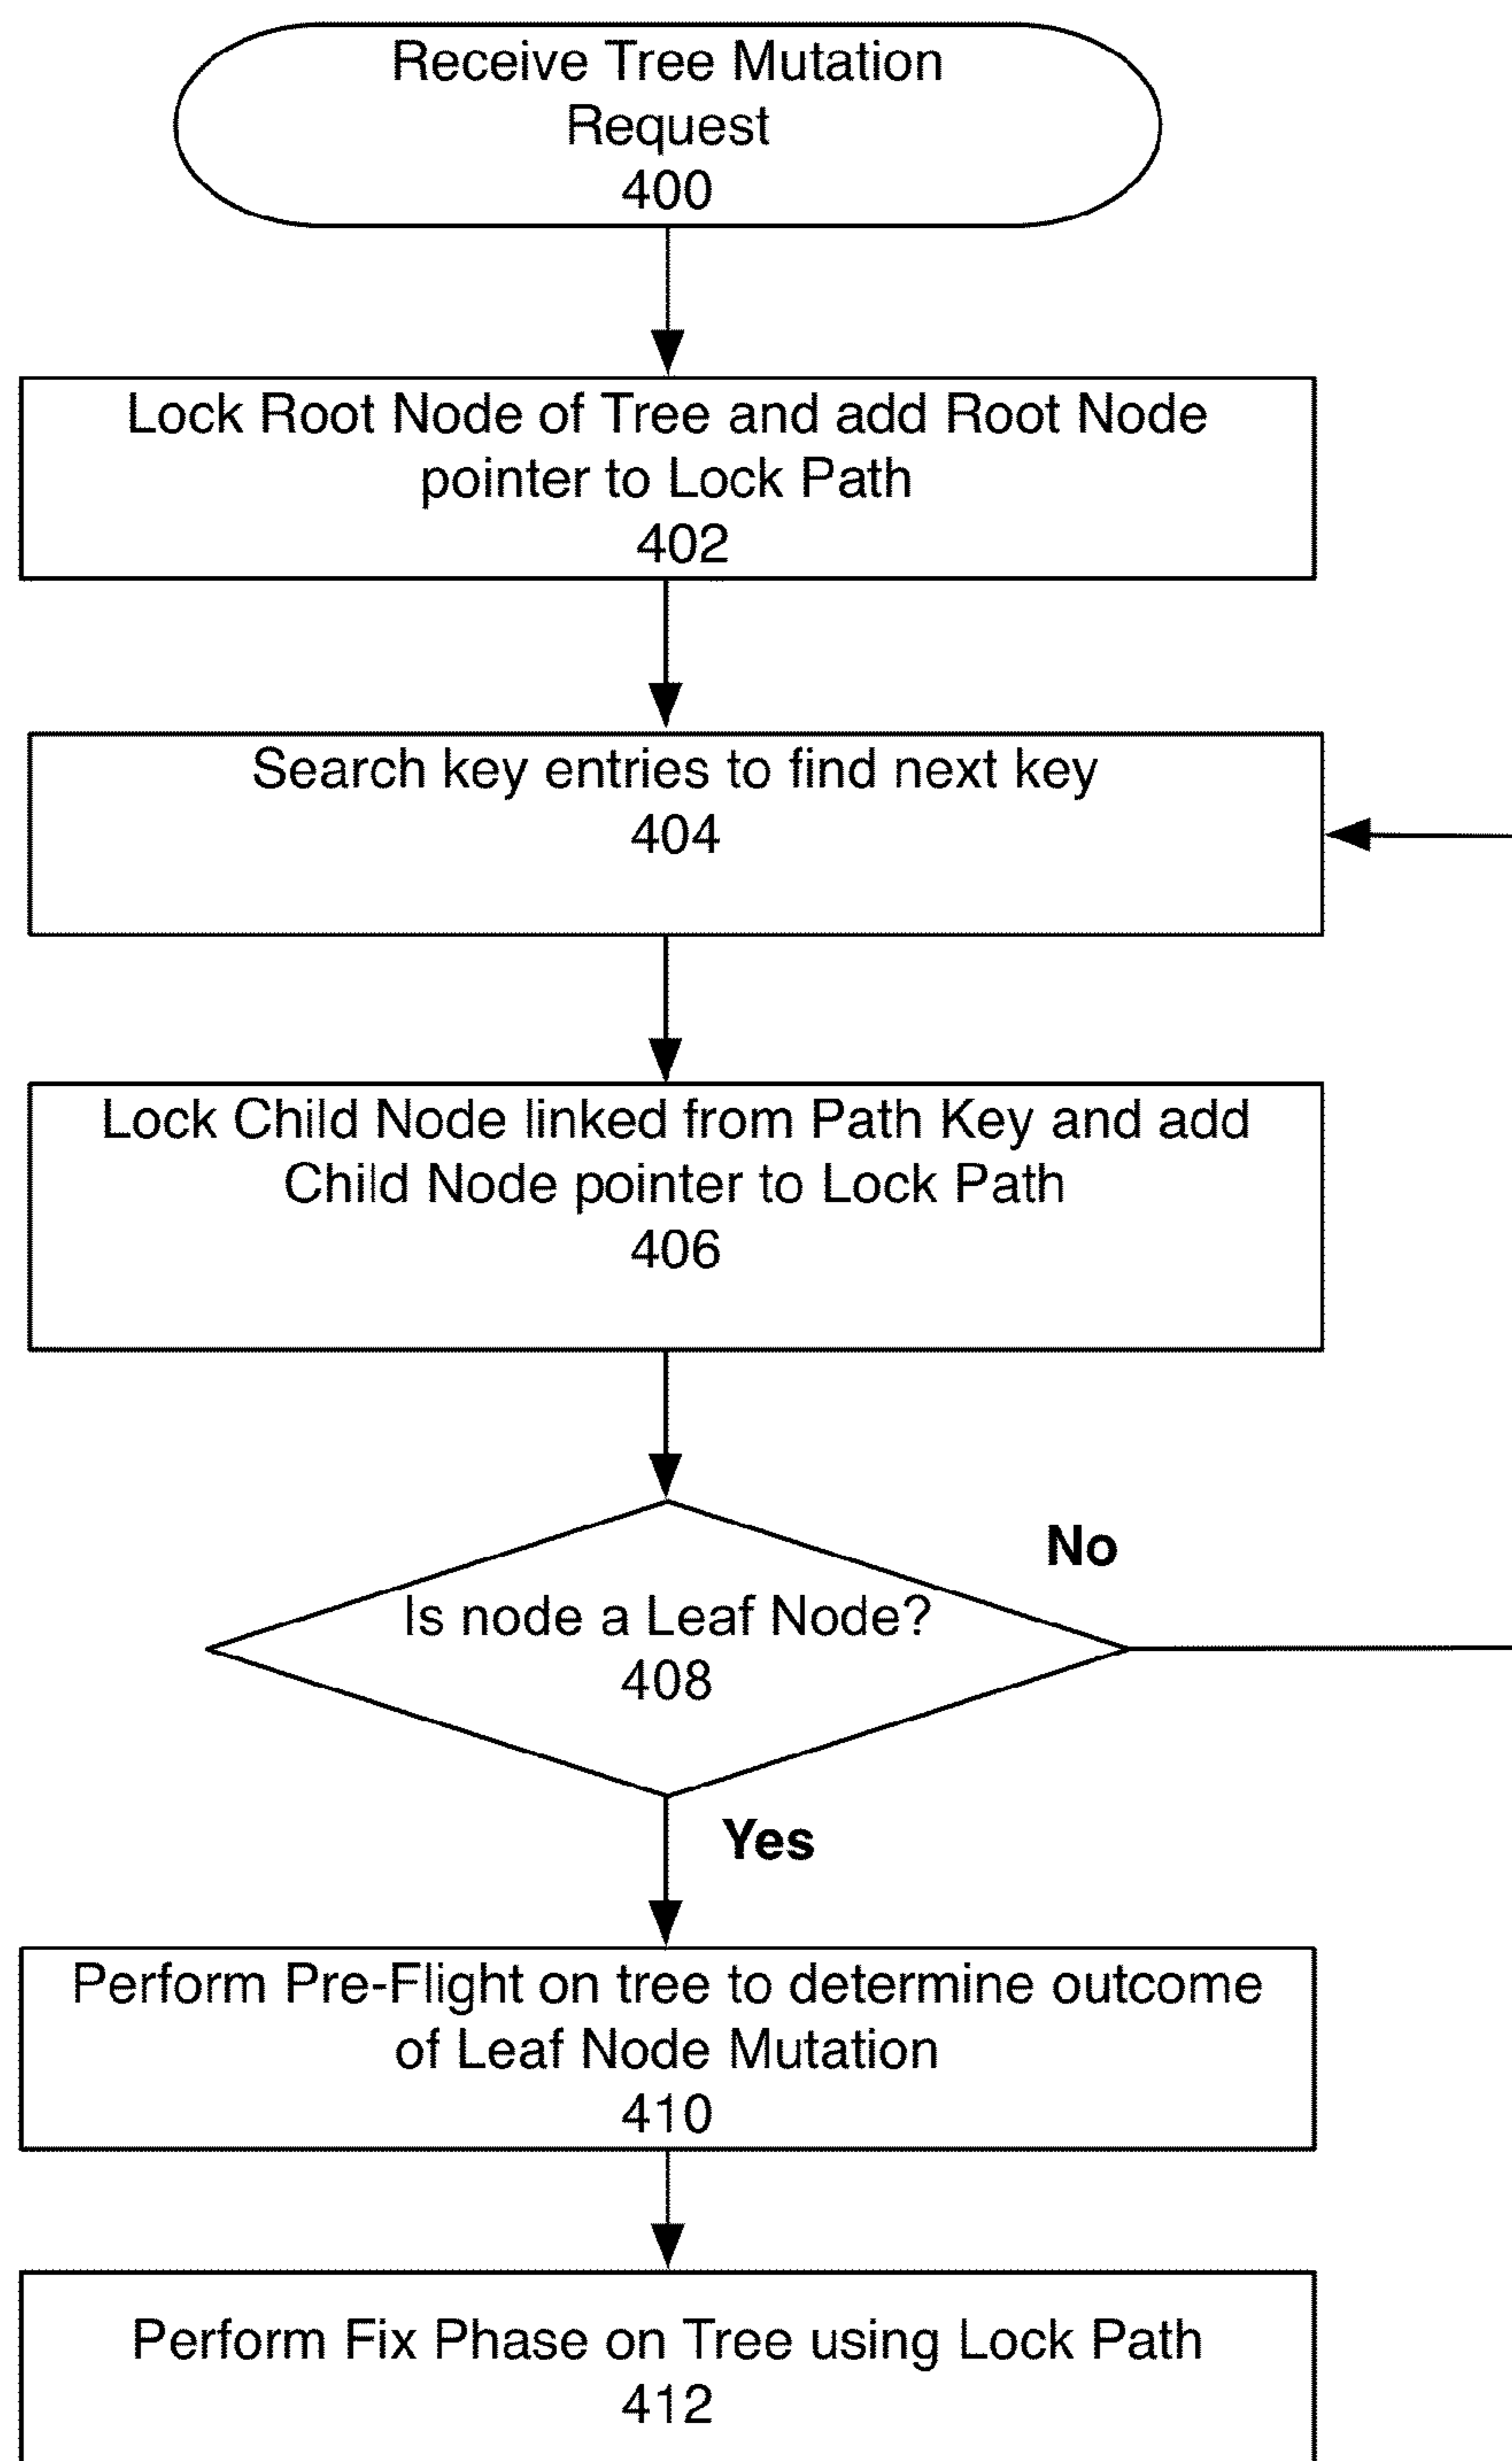 Receive Tree Mutation
Request
400
Lock Root Node of Tree and add Root Node
pointer to Lock Path
402
Search key entries to find next key
404
Lock Child Node linked from Path Key and add
Child Node pointer to Lock Path
406
No
Is node a Leaf Node?
408
Yes
Perform Pre-Flight on tree to determine outcome
of Leaf Node Mutation
410
Perform Fix Phase on Tree using Lock Path
412